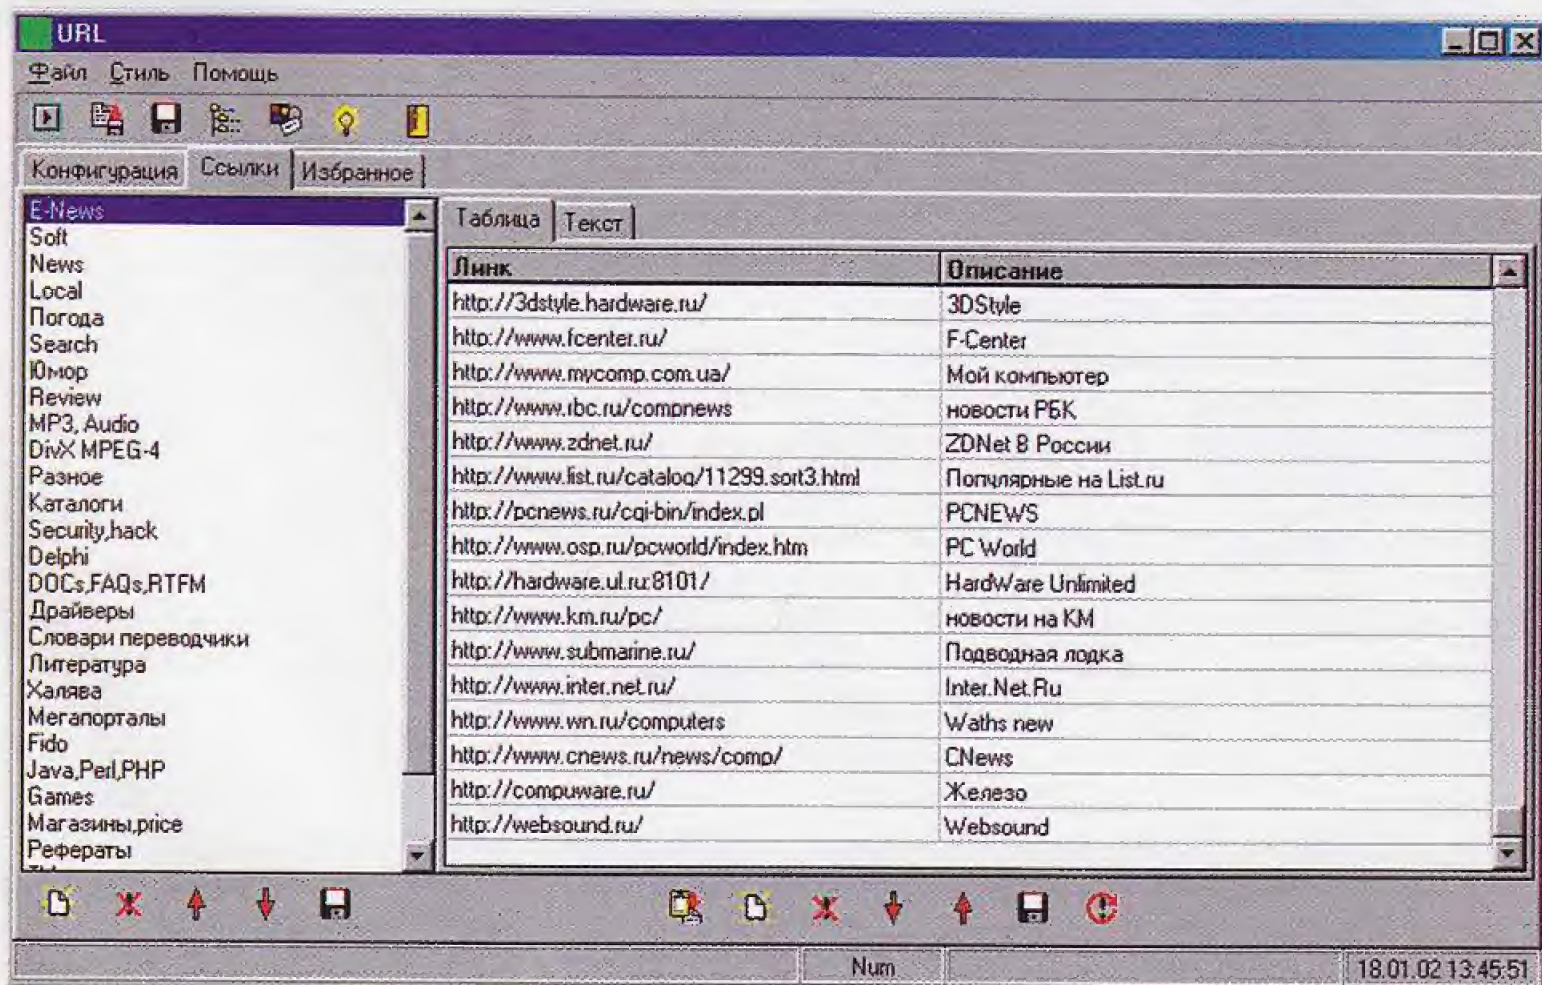 URL
Файл Стиль Помощь
Конфигурация Ссылки Избранное
E-News
Soft
News
Local
Погода
Search
Юмор
Review
MP3, Audio
DivX MPEG-4
Разное
Каталоги
Security,hack
Delphi
DOCs,FAQs,RTFM
Драйверы
Словари переводчики
Литература
Халява
Мегапорталы
Fido
Java,Perl,PHP
Games
Магазины,price
Рефераты
Таблица Текст
Линк Описание
http://3dstyle.hardware.ru/ 3DStyle
http://www.fcenter.ru/ F-Center
http://www.mycomp.com.ua/ Мой компьютер
http://www.rbc.ru/compnews новости РБК
http://www.zdnet.ru/ ZDNet В России
http://www.list.ru/catalog/11299.sort3.html Популярные на List.ru
http://pcnews.ru/cgi-bin/index.pl PCNEWS
http://www.osp.ru/pcworld/index.htm PC World
http://hardware.ul.ru:8101/ HardWare Unlimited
http://www.km.ru/pc/ новости на КМ
http://www.submarine.ru/ Подводная лодка
http://www.inter.net.ru/ Inter.Net.Ru
http://www.wn.ru/computers Waths new
http://www.cnews.ru/news/comp/ CNews
http://compuware.ru/ Железо
http://websound.ru/ Websound
Num 18.01.02 13:45:51